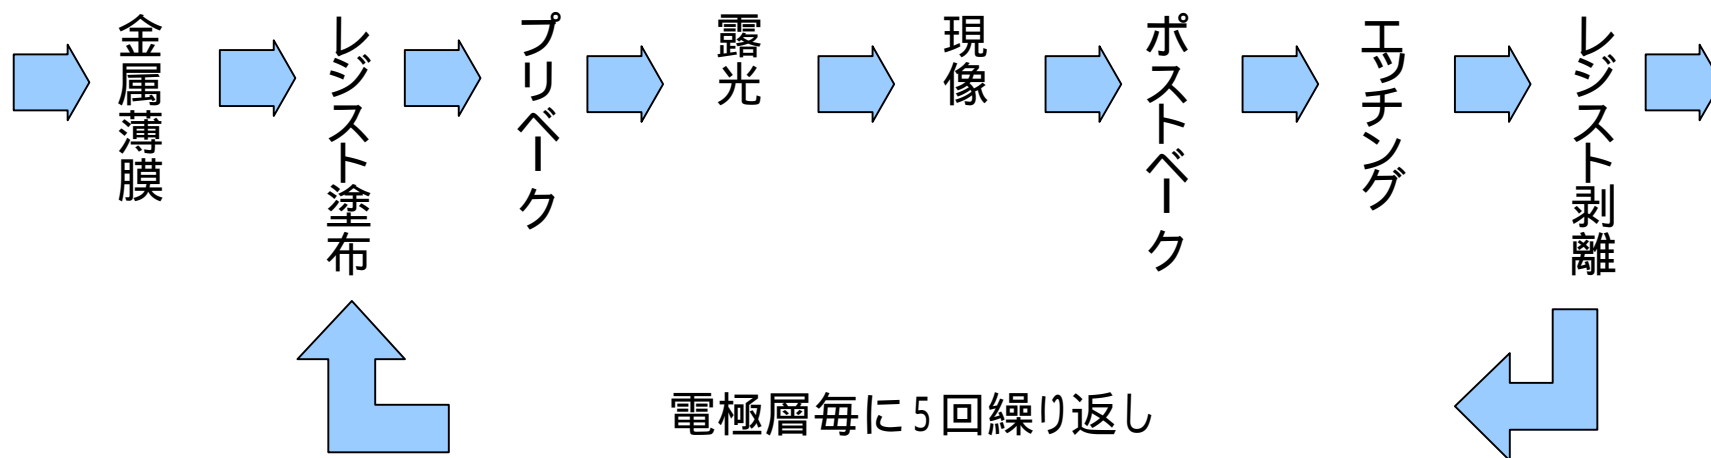 金属薄膜
レジスト塗布
プリベーク
露光
現像
ポストベーク
エッチング
レジスト剥離
電極層毎に5回繰り返し